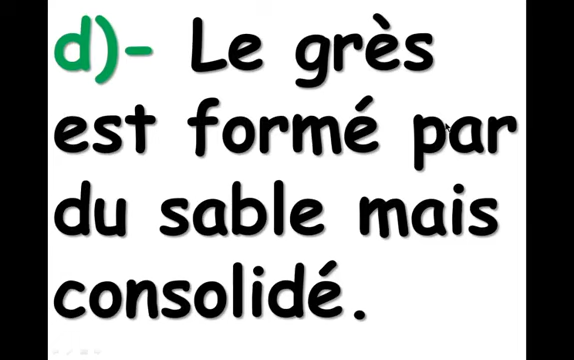 d)- Le grès
est formé par
du sable mais
consolidé.